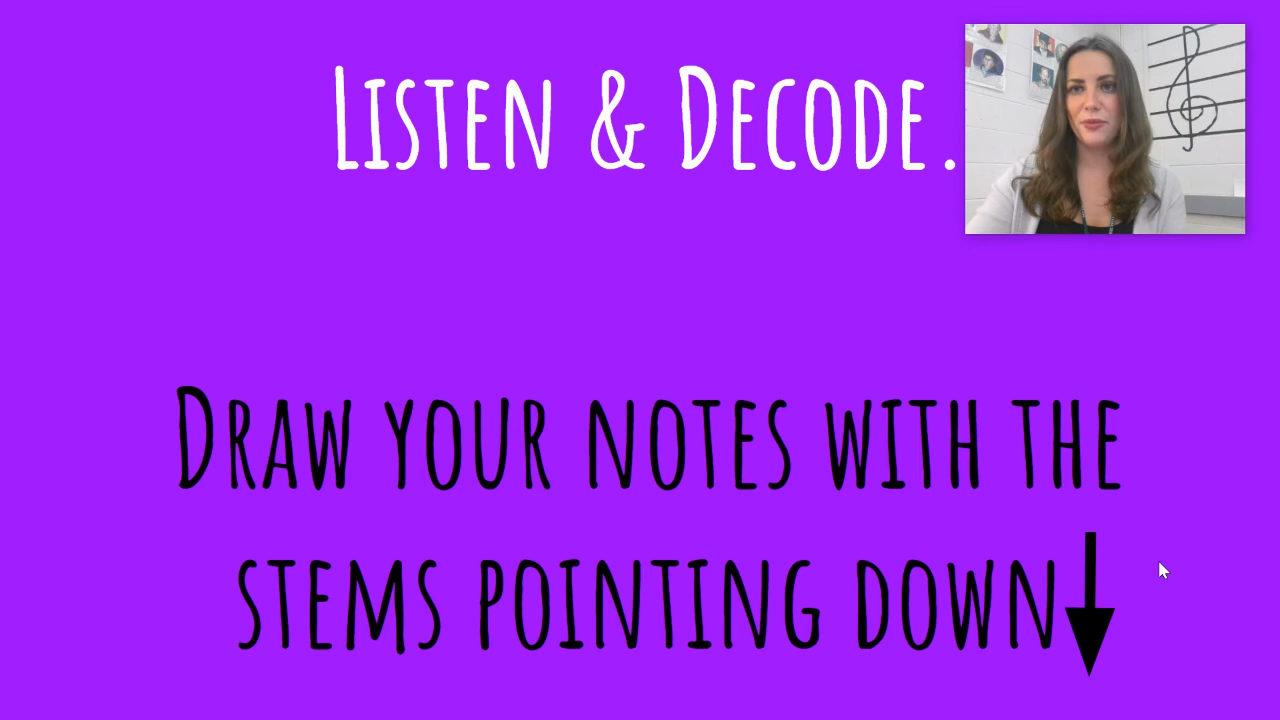 Listen & Decode.
Draw your notes with the
stems pointing down